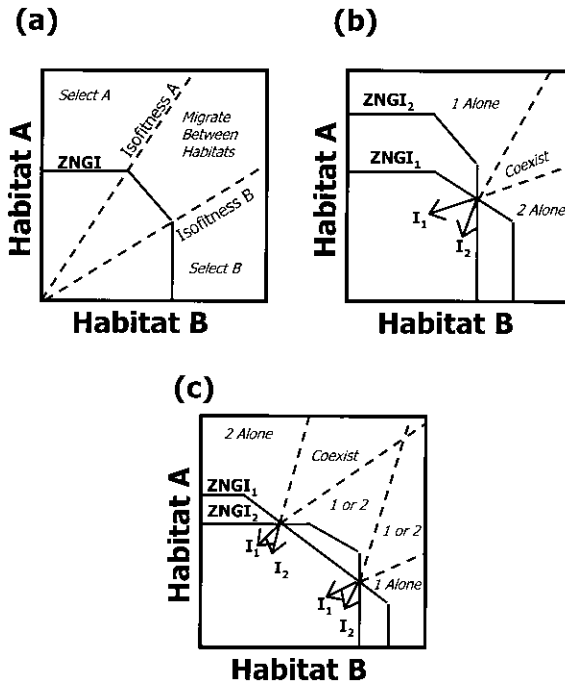 (a)
Select A
Isofitness A
Migrate
Between
Habitats
ZNGI
Isofitness B
Select B
Habitat A
Habitat B
(b)
ZNGI2
1 Alone
ZNGI1
Coexist
2 Alone
I1
I2
Habitat A
Habitat B
(c)
2 Alone
Coexist
ZNGI1
ZNGI2
1 or 2
1 or 2
I1
I2
1 Alone
I1
I2
Habitat A
Habitat B